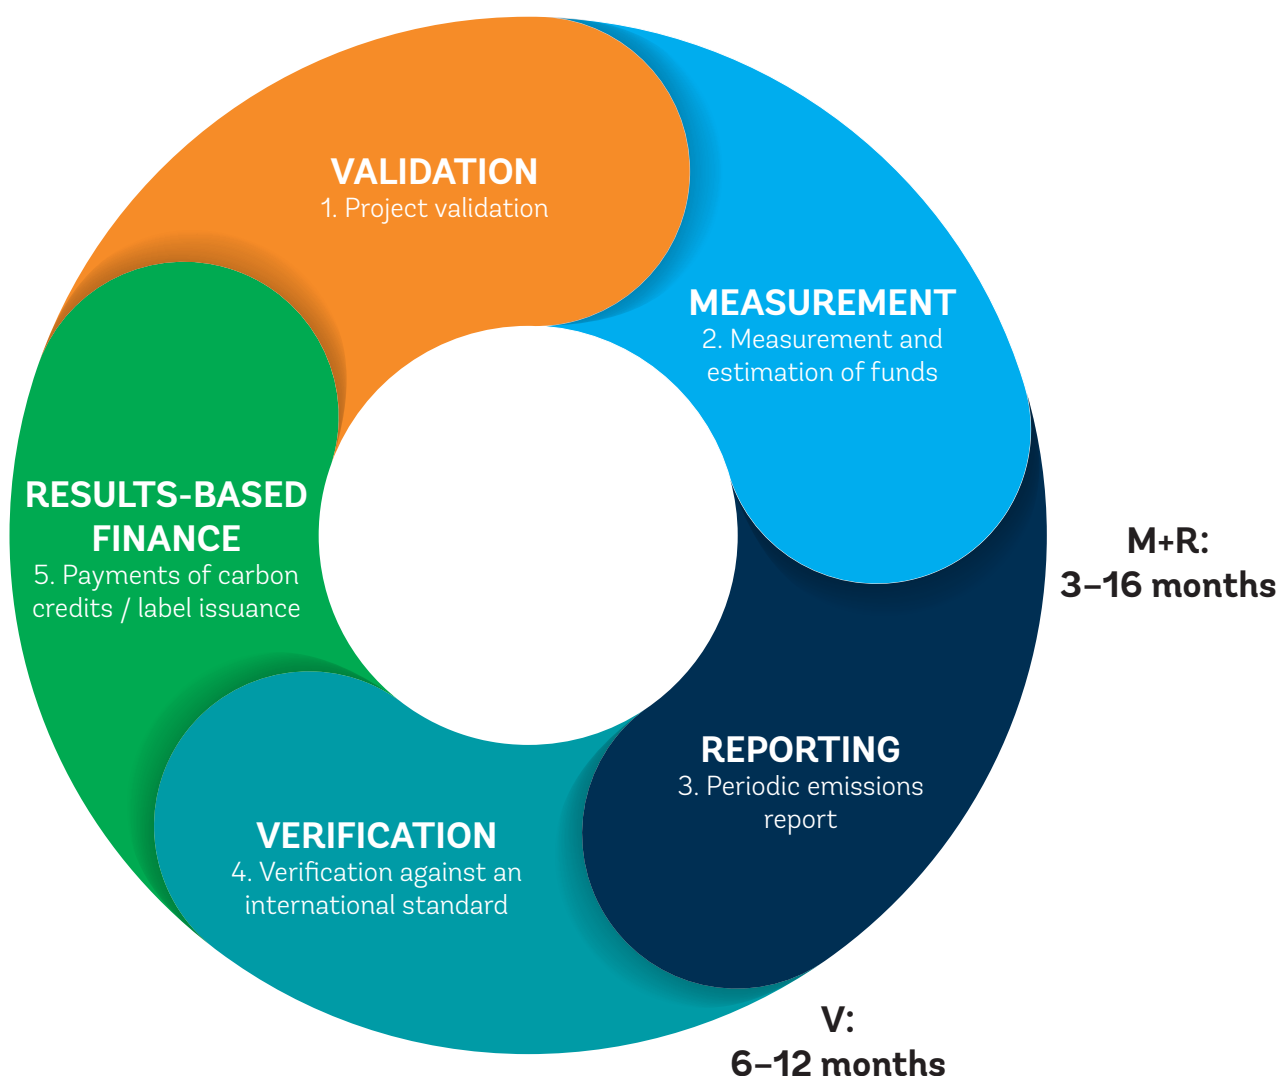 VALIDATION
1. Project validation
MEASUREMENT
2. Measurement and
estimation of funds
M+R:
3–16 months
REPORTING
3. Periodic emissions
report
V:
6–12 months
VERIFICATION
4. Verification against an
international standard
RESULTS-BASED
FINANCE
5. Payments of carbon
credits / label issuance